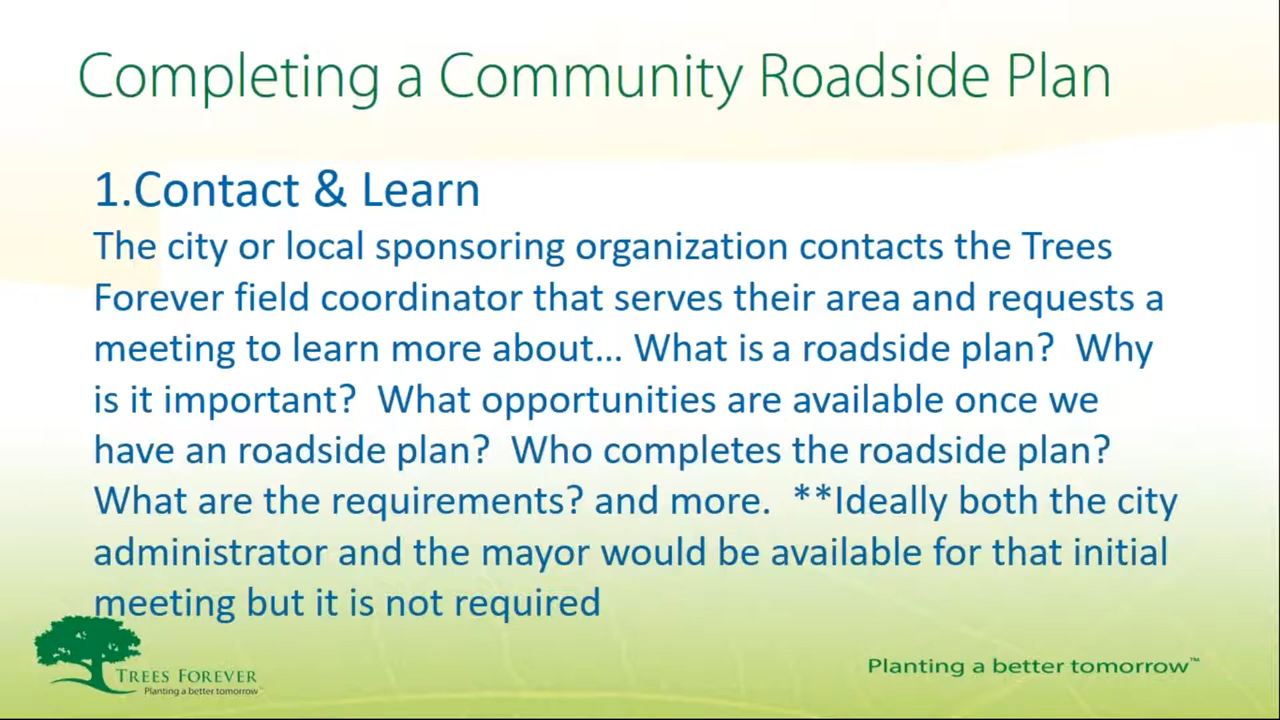 Completing a Community Roadside Plan
1.Contact & Learn
The city or local sponsoring organization contacts the Trees
Forever field coordinator that serves their area and requests a
meeting to learn more about... What is a roadside plan?  Why
is it important?  What opportunities are available once we
have an roadside plan?  Who completes the roadside plan?
What are the requirements? and more.  **Ideally both the city
administrator and the mayor would be available for that initial
meeting but it is not required
TREES FOREVER
Planting a better tomorrow™
Planting a better tomorrow™